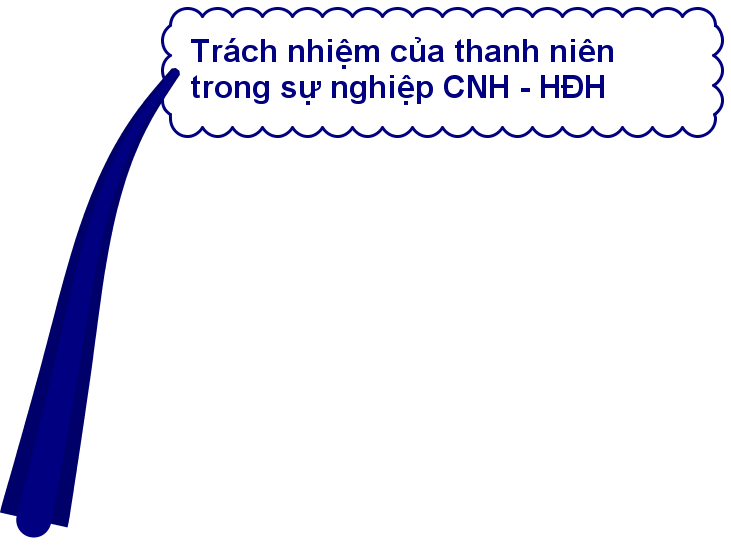 Trách nhiệm của thanh niên
trong sự nghiệp CNH - HĐH